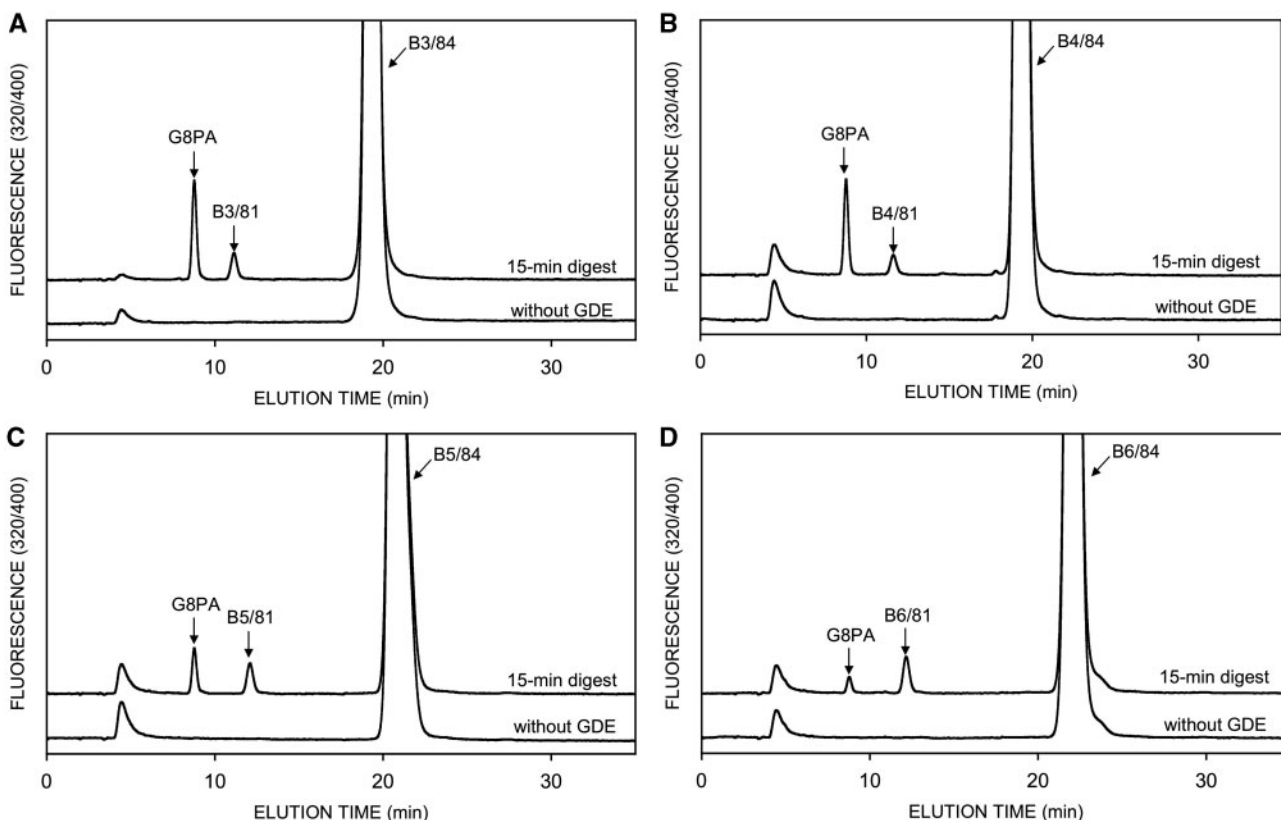 A
FLUORESCENCE (320/400)
B3/84
G8PA
B3/81
15-min digest
without GDE
0 10 20 30
ELUTION TIME (min)
B
FLUORESCENCE (320/400)
B4/84
G8PA
B4/81
15-min digest
without GDE
0 10 20 30
ELUTION TIME (min)
C
FLUORESCENCE (320/400)
B5/84
G8PA
B5/81
15-min digest
without GDE
0 10 20 30
ELUTION TIME (min)
D
FLUORESCENCE (320/400)
B6/84
G8PA
B6/81
15-min digest
without GDE
0 10 20 30
ELUTION TIME (min)